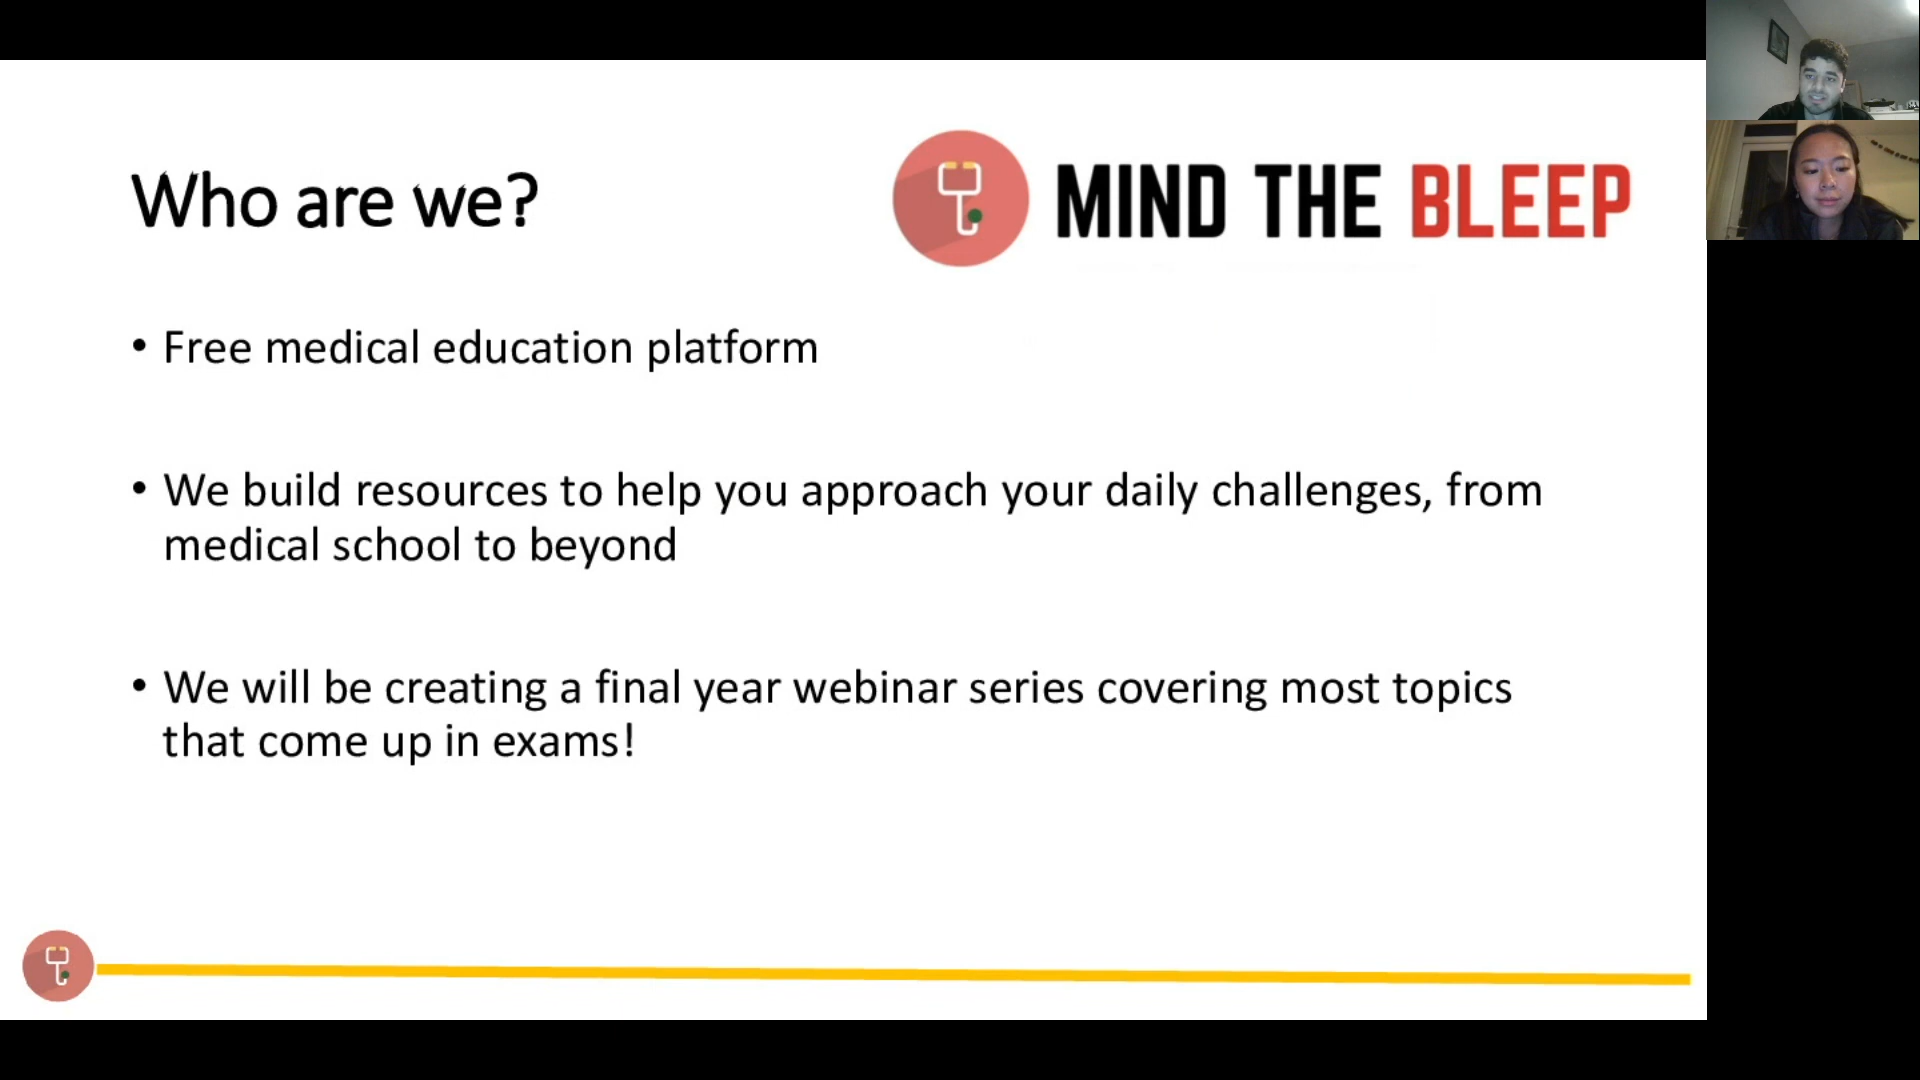 Who are we?
MIND THE BLEEP
• Free medical education platform
• We build resources to help you approach your daily challenges, from
medical school to beyond
• We will be creating a final year webinar series covering most topics
that come up in exams!